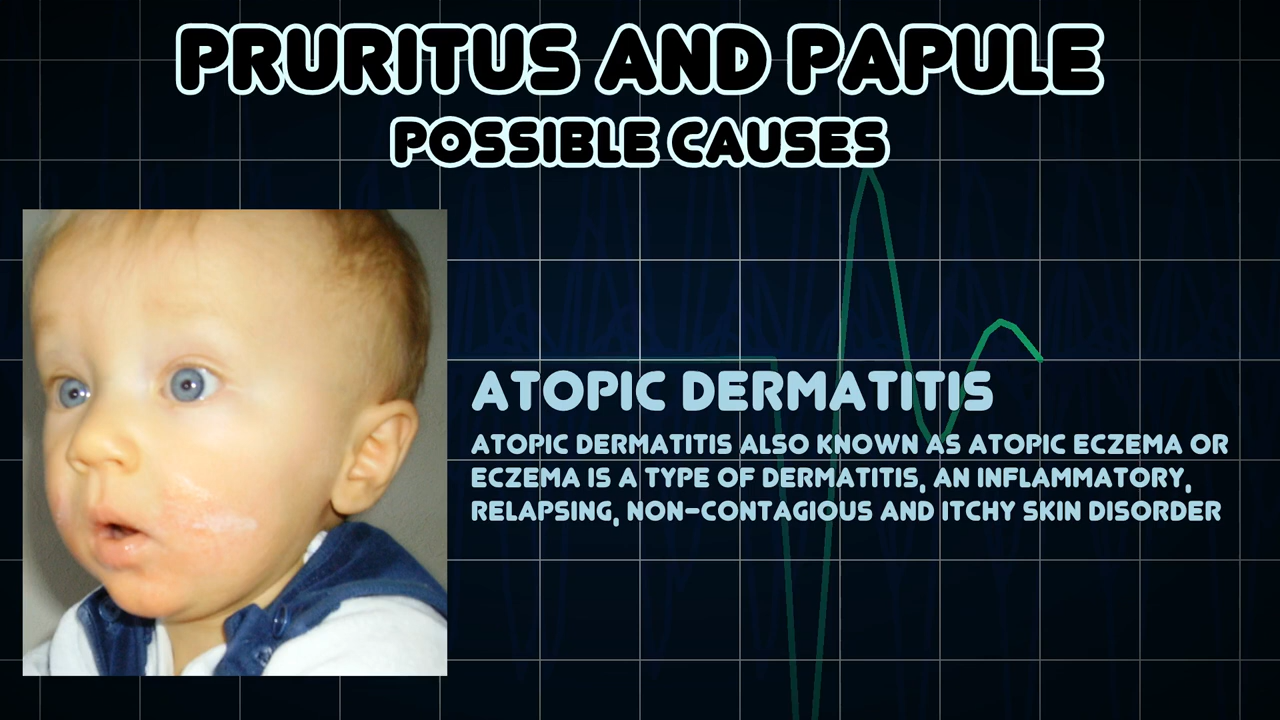 PRURITUS AND PAPULE
POSSIBLE CAUSES
ATOPIC DERMATITIS
ATOPIC DERMATITIS ALSO KNOWN AS ATOPIC ECZEMA OR
ECZEMA IS A TYPE OF DERMATITIS, AN INFLAMMATORY,
RELAPSING, NON-CONTAGIOUS AND ITCHY SKIN DISORDER